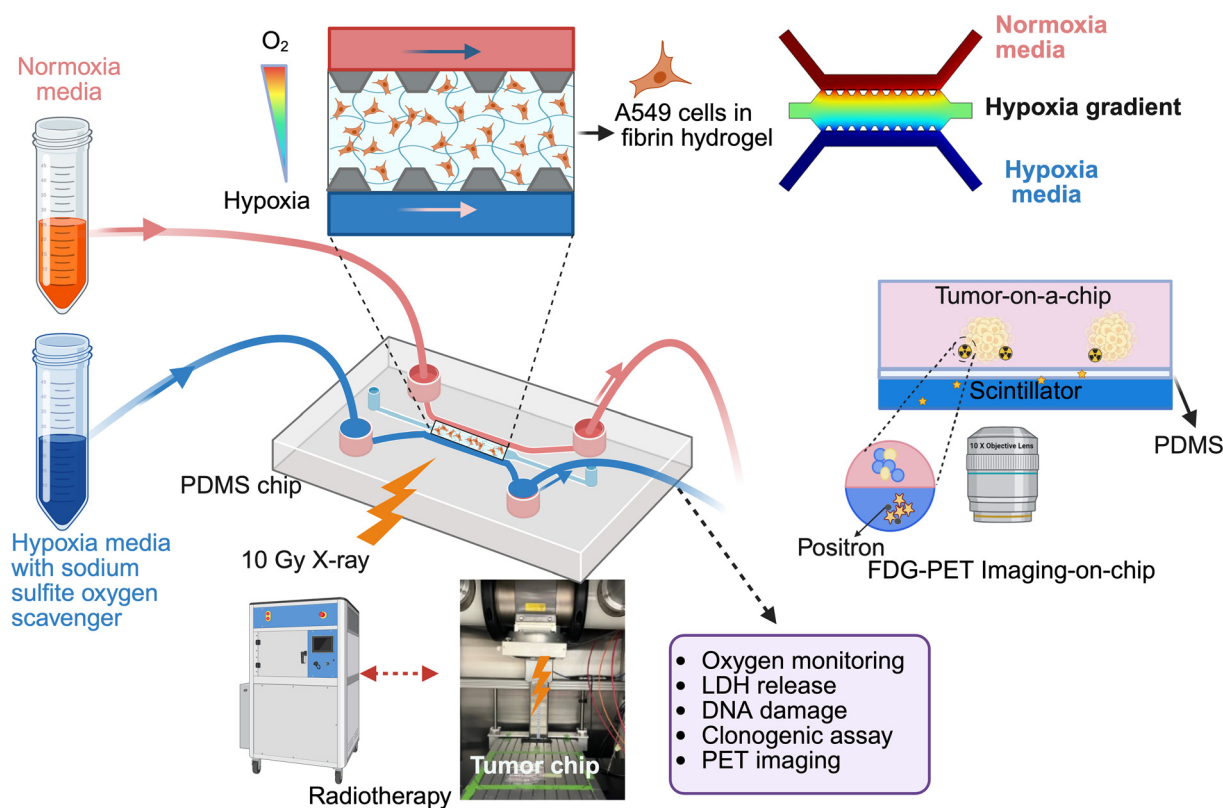 O₂
Normoxia
media
Hypoxia
A549 cells in
fibrin hydrogel
Normoxia
media
Hypoxia gradient
Hypoxia
media
Tumor-on-a-chip
Scintillator
PDMS
10 X Objective Lens
Positron
FDG-PET Imaging-on-chip
PDMS chip
10 Gy X-ray
Hypoxia media
with sodium
sulfite oxygen
scavenger
Tumor chip
Radiotherapy
• Oxygen monitoring
• LDH release
• DNA damage
• Clonogenic assay
• PET imaging